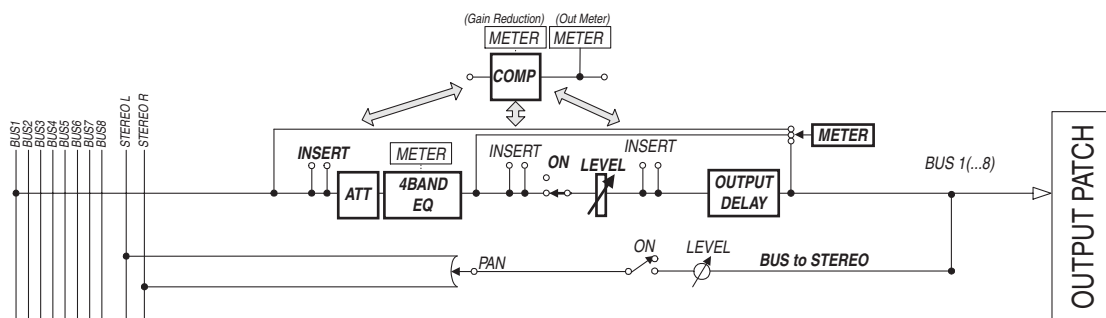 (Gain Reduction) (Out Meter)
METER METER
COMP
BUS1
BUS2
BUS3
BUS4
BUS5
BUS6
BUS7
BUS8
STEREO L
STEREO R
INSERT
METER
INSERT
ON
LEVEL
INSERT
METER
ATT
4BAND
EQ
OUTPUT
DELAY
BUS 1(...8)
PAN
ON
LEVEL
BUS to STEREO
OUTPUT PATCH